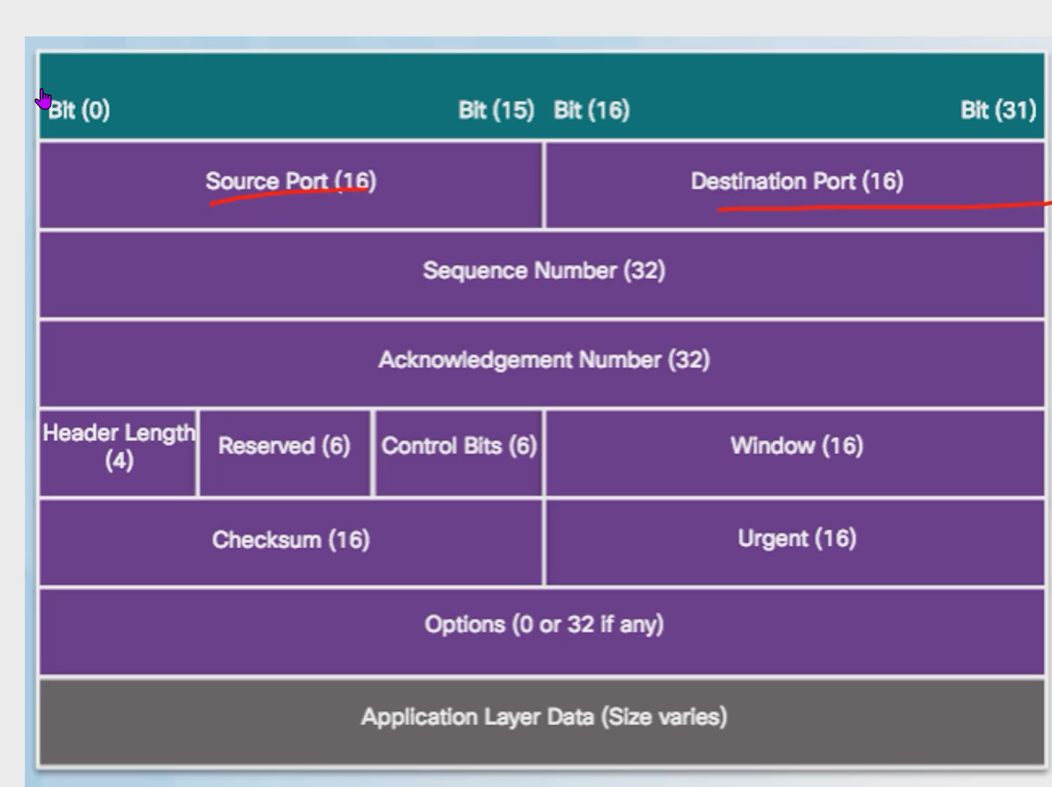 Bit (0) Bit (15) Bit (16) Bit (31)
Source Port (16) Destination Port (16)
Sequence Number (32)
Acknowledgement Number (32)
Header Length
(4) Reserved (6) Control Bits (6) Window (16)
Checksum (16) Urgent (16)
Options (0 or 32 if any)
Application Layer Data (Size varies)